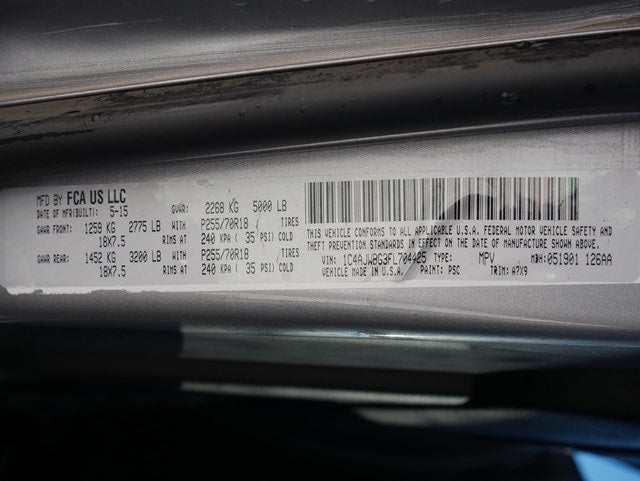 MFD BY FCA US LLC
DATE OF MFR(BUILT): 5-15 GVWR: 2268 KG 5000 LB
GAWR FRONT: 1259 KG 2775 LB WITH P255/70R18 TIRES
18X7.5 RIMS AT 240 KPA ( 35 PSI) COLD
GAWR REAR: 1452 KG 3200 LB WITH P255/70R18 TIRES
18X7.5 RIMS AT 240 KPA ( 35 PSI) COLD
THIS VEHICLE CONFORMS TO ALL APPLICABLE U.S.A. FEDERAL MOTOR VEHICLE SAFETY AND
THEFT PREVENTION STANDARDS IN EFFECT ON THE DATE OF MANUFACTURE SHOWN ABOVE.
VIN: 1C4AJWBG3FL704425 TYPE: MPV MDH:051901 126AA
MADE IN U.S.A. PAINT: PSC TRIM: A7X9